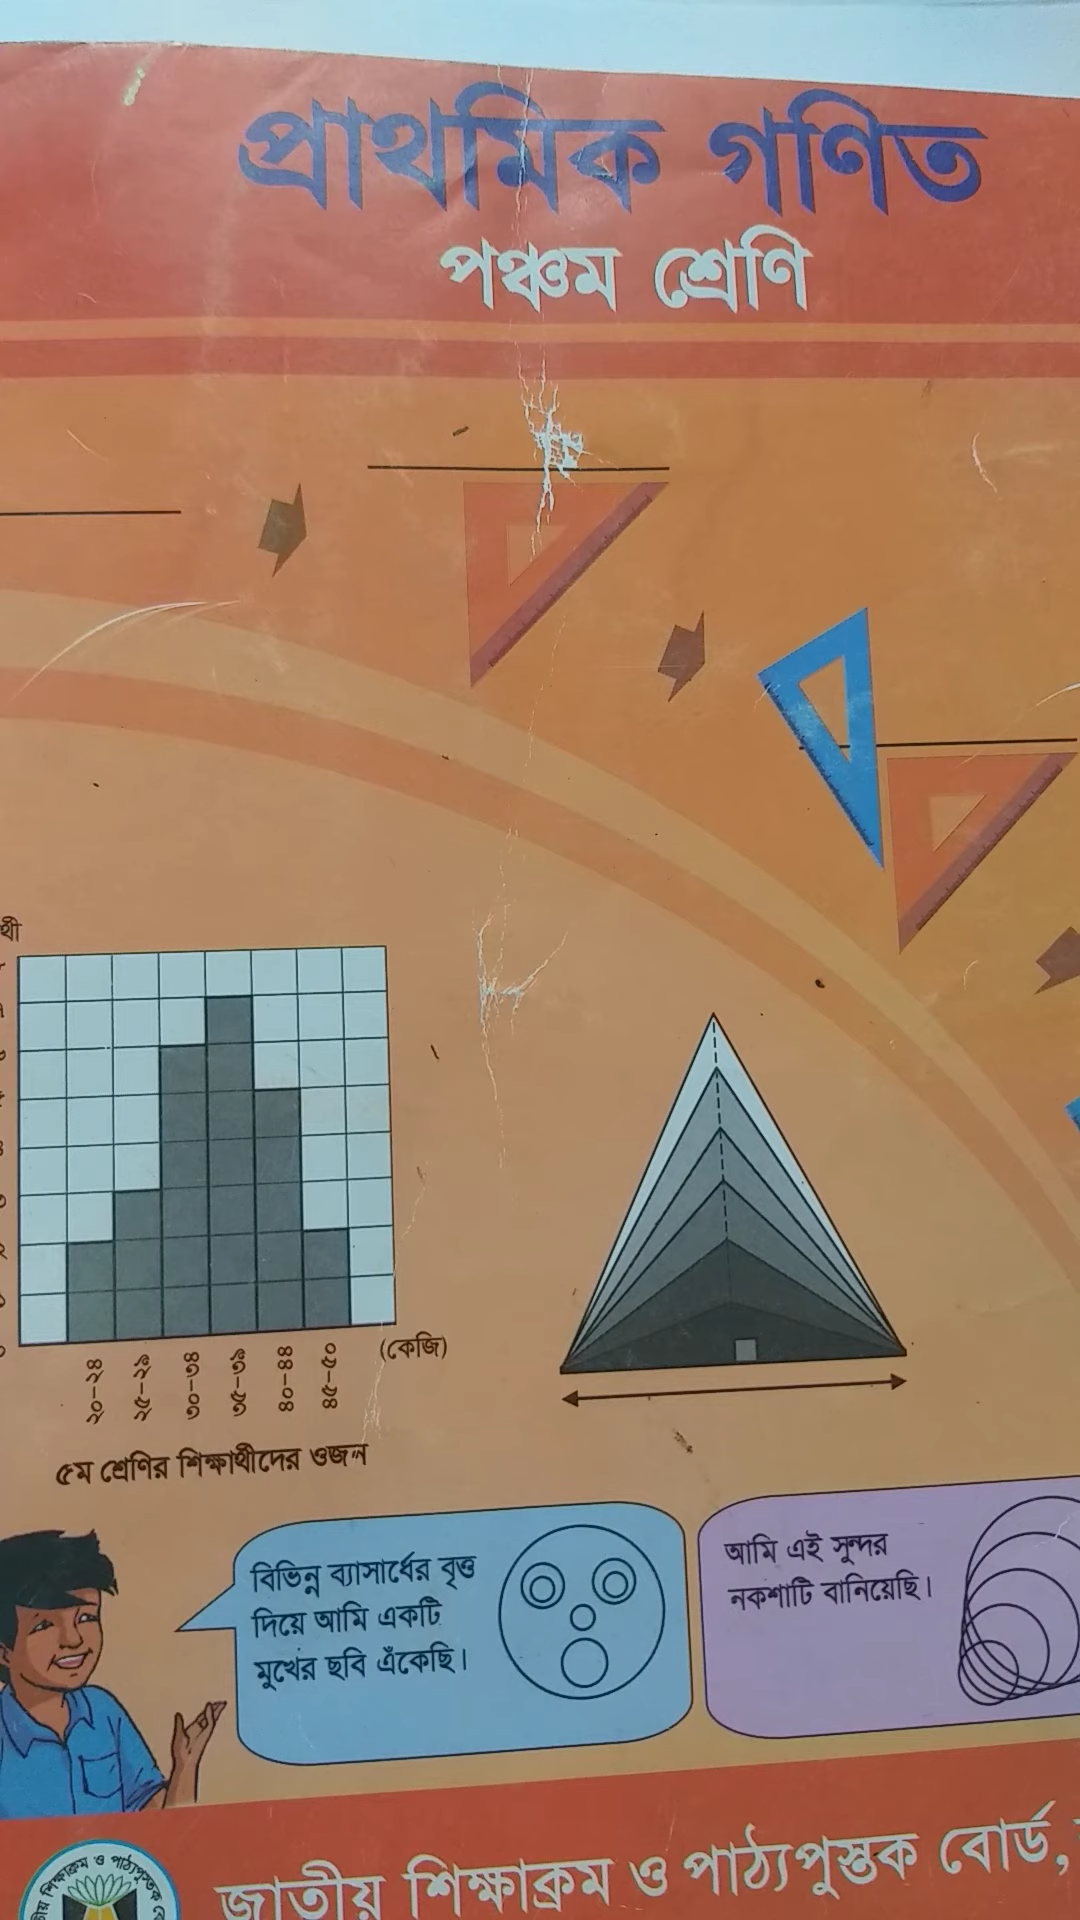 প্রাথমিক গণিত
পঞ্চম শ্রেণি
২০-২৪
২৫-২৯
৩০-৩৪
৩৫-৩৯
৪০-৪৪
৪৫-৫০
(কেজি)
৫ম শ্রেণির শিক্ষার্থীদের ওজন
বিভিন্ন ব্যাসার্ধের বৃত্ত
দিয়ে আমি একটি
মুখের ছবি এঁকেছি।
আমি এই সুন্দর
নকশাটি বানিয়েছি।
জাতীয় শিক্ষাক্রম ও পাঠ্যপুস্তক বোর্ড,